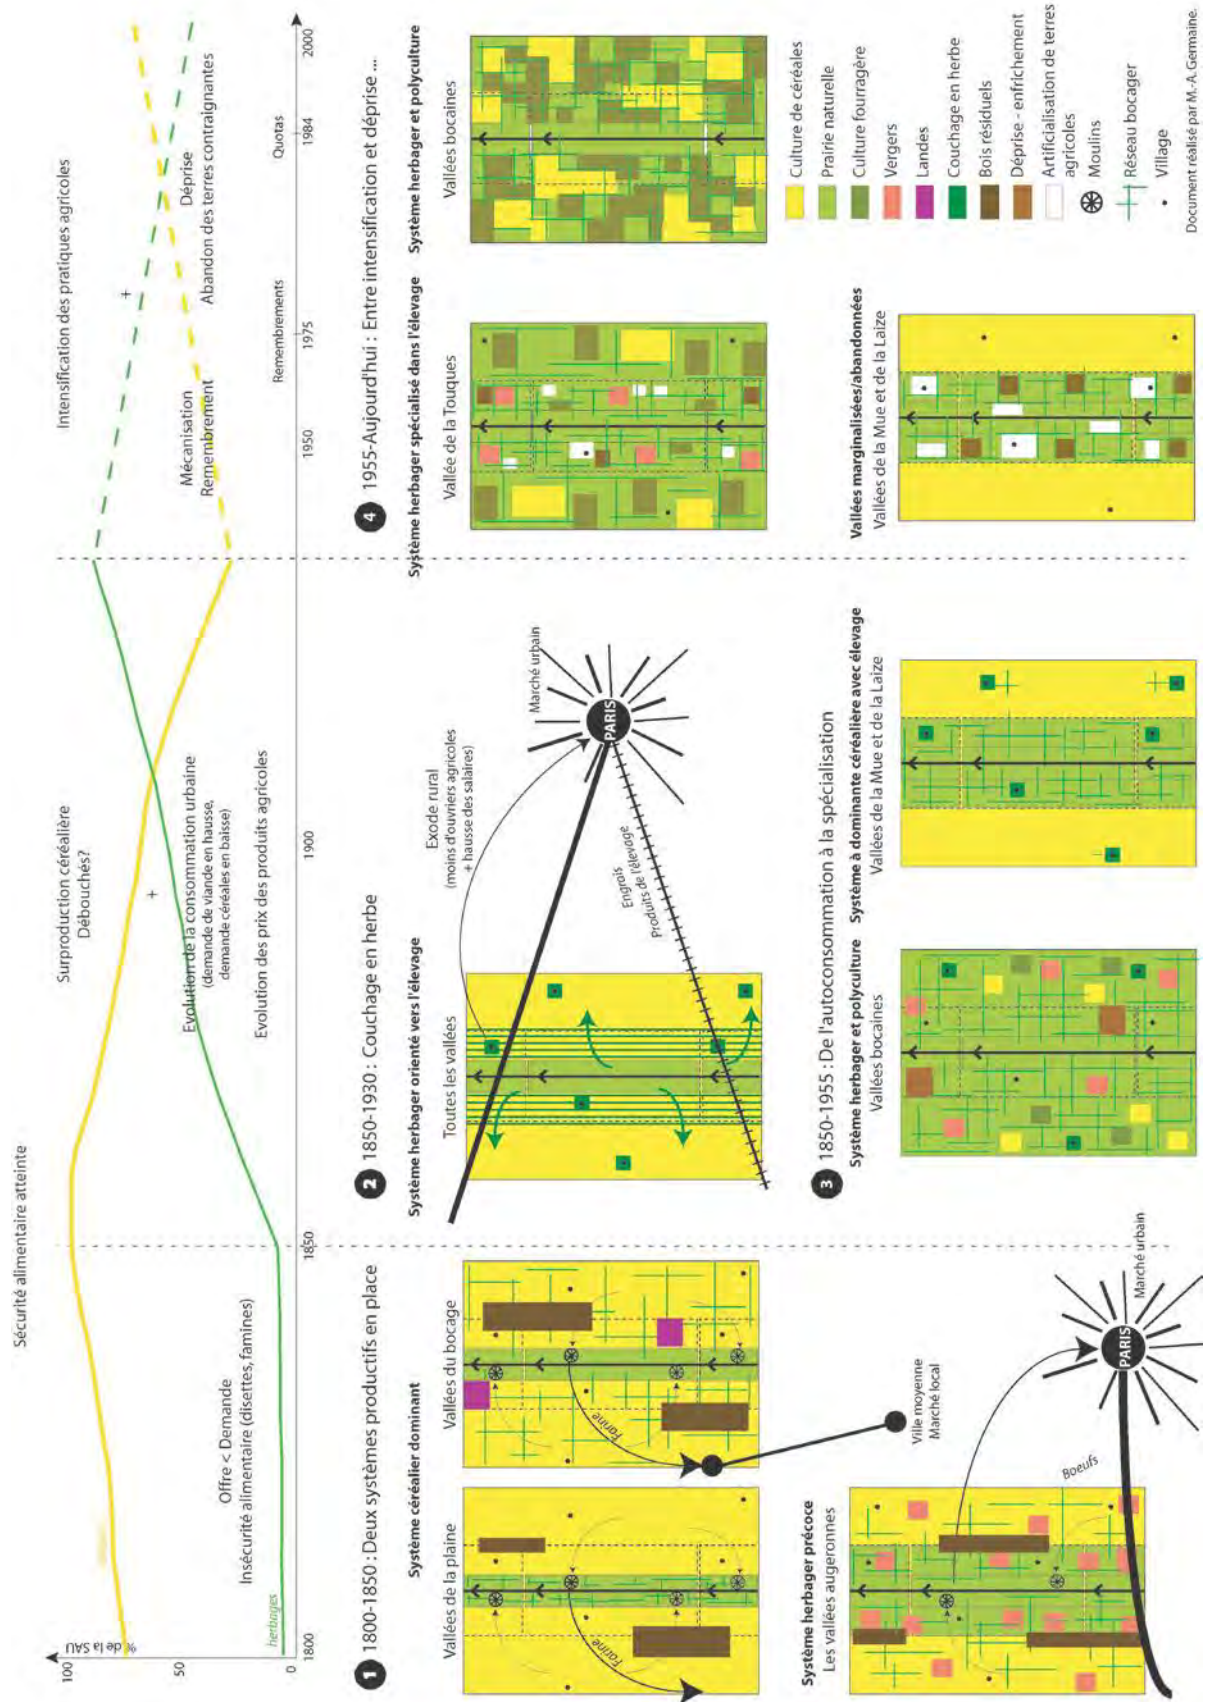 Sécurité alimentaire atteinte
Surproduction céréalière
Débouchés?
Intensification des pratiques agricoles
% de la SAU
100
50
0
herbages
Offre < Demande
Insécurité alimentaire (disettes, famines)
+
Evolution de la consommation urbaine
(demande de viande en hausse,
demande céréales en baisse)
Evolution des prix des produits agricoles
+
Mécanisation
Remembrement
Déprise
Abandon des terres contraignantes
Remembrements
Quotas
1800
1850
1900
1950
1975
1984
2000
1 1800-1850 : Deux systèmes productifs en place
Système céréalier dominant
Vallées de la plaine
Vallées du bocage
Farine
Farine
Ville moyenne
Marché local
Système herbager précoce
Les vallées augeronnes
Boeufs
PARIS
Marché urbain
2 1850-1930 : Couchage en herbe
Système herbager orienté vers l'élevage
Toutes les vallées
Exode rural
(moins d'ouvriers agricoles
+ hausse des salaires)
Engrais
Produits de l'élevage
PARIS
Marché urbain
3 1850-1955 : De l'autoconsommation à la spécialisation
Système herbager et polyculture
Vallées bocaines
Système à dominante céréalière avec élevage
Vallées de la Mue et de la Laize
4 1955-Aujourd'hui : Entre intensification et déprise ...
Système herbager spécialisé dans l'élevage
Vallée de la Touques
Système herbager et polyculture
Vallées bocaines
Vallées marginalisées/abandonnées
Vallées de la Mue et de la Laize
Culture de céréales
Prairie naturelle
Culture fourragère
Vergers
Landes
Couchage en herbe
Bois résiduels
Déprise - enfrichement
Artificialisation de terres
agricoles
Moulins
Réseau bocager
Village
Document réalisé par M.-A. Germaine.